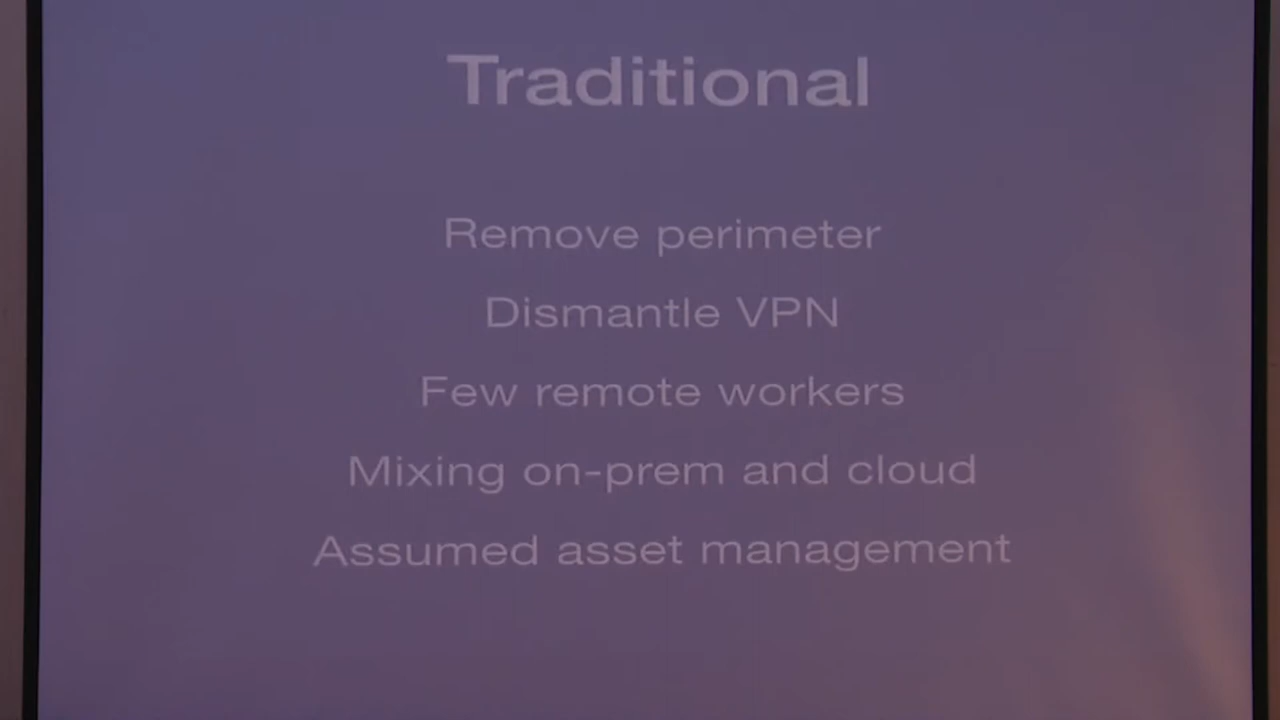 Traditional
Remove perimeter
Dismantle VPN
Few remote workers
Mixing on-prem and cloud
Assumed asset management